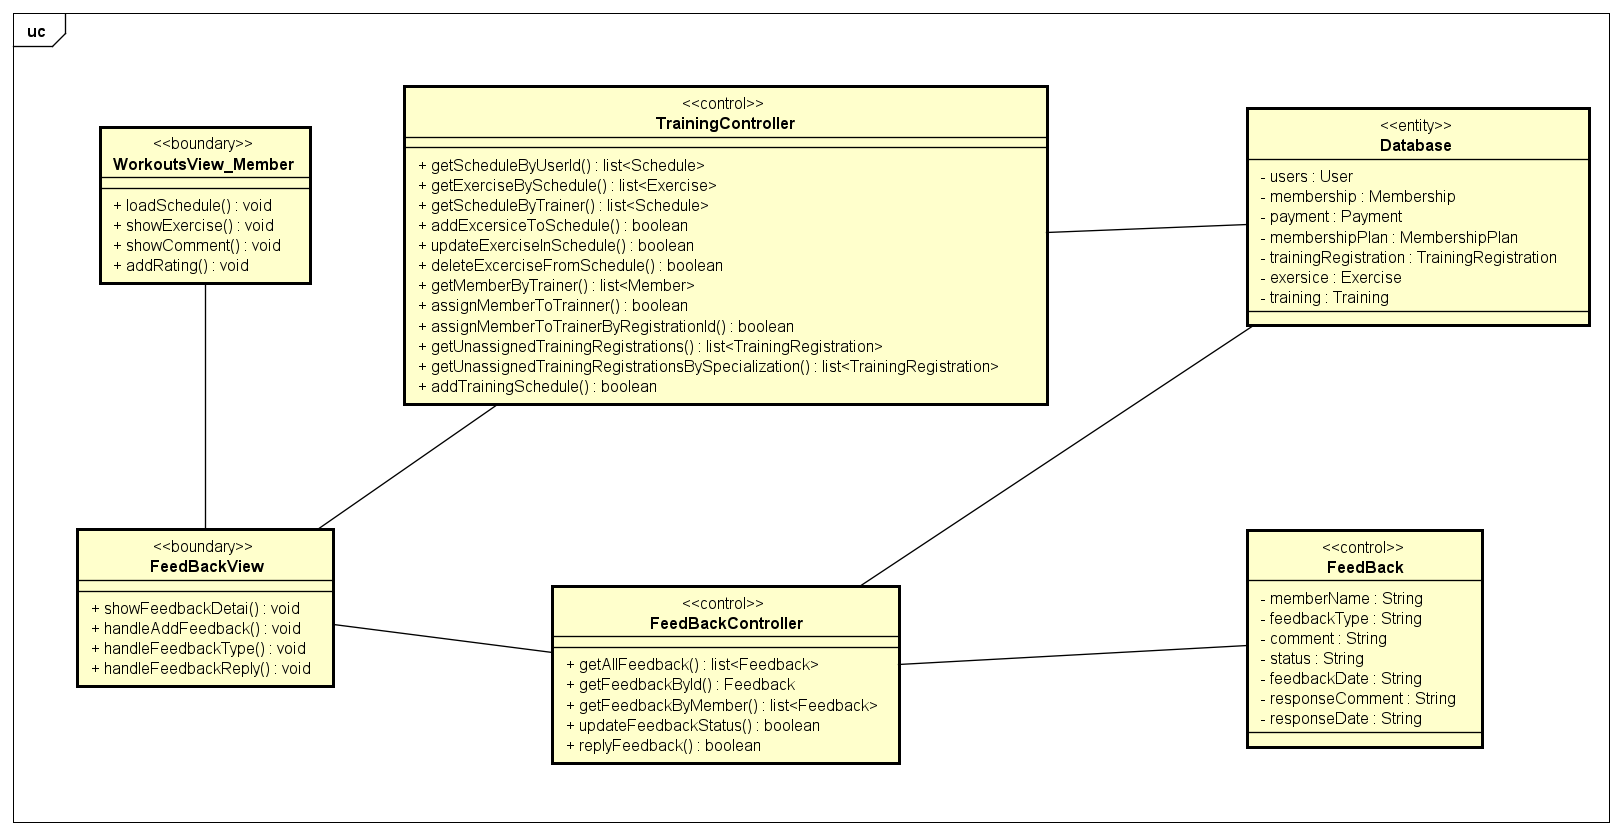 uc
<<boundary>>
WorkoutsView_Member
+ loadSchedule() : void
+ showExercise() : void
+ showComment() : void
+ addRating() : void
<<control>>
TrainingController
+ getScheduleByUserId() : list<Schedule>
+ getExerciseBySchedule() : list<Exercise>
+ getScheduleByTrainer() : list<Schedule>
+ addExcersiceToSchedule() : boolean
+ updateExerciseInSchedule() : boolean
+ deleteExcerciseFromSchedule() : boolean
+ getMemberByTrainer() : list<Member>
+ assignMemberToTrainner() : boolean
+ assignMemberToTrainerByRegistrationId() : boolean
+ getUnassignedTrainingRegistrations() : list<TrainingRegistration>
+ getUnassignedTrainingRegistrationsBySpecialization() : list<TrainingRegistration>
+ addTrainingSchedule() : boolean
<<entity>>
Database
- users : User
- membership : Membership
- payment : Payment
- membershipPlan : MembershipPlan
- trainingRegistration : TrainingRegistration
- exersice : Exercise
- training : Training
<<boundary>>
FeedBackView
+ showFeedbackDetai() : void
+ handleAddFeedback() : void
+ handleFeedbackType() : void
+ handleFeedbackReply() : void
<<control>>
FeedBackController
+ getAllFeedback() : list<Feedback>
+ getFeedbackById() : Feedback
+ getFeedbackByMember() : list<Feedback>
+ updateFeedbackStatus() : boolean
+ replyFeedback() : boolean
<<control>>
FeedBack
- memberName : String
- feedbackType : String
- comment : String
- status : String
- feedbackDate : String
- responseComment : String
- responseDate : String